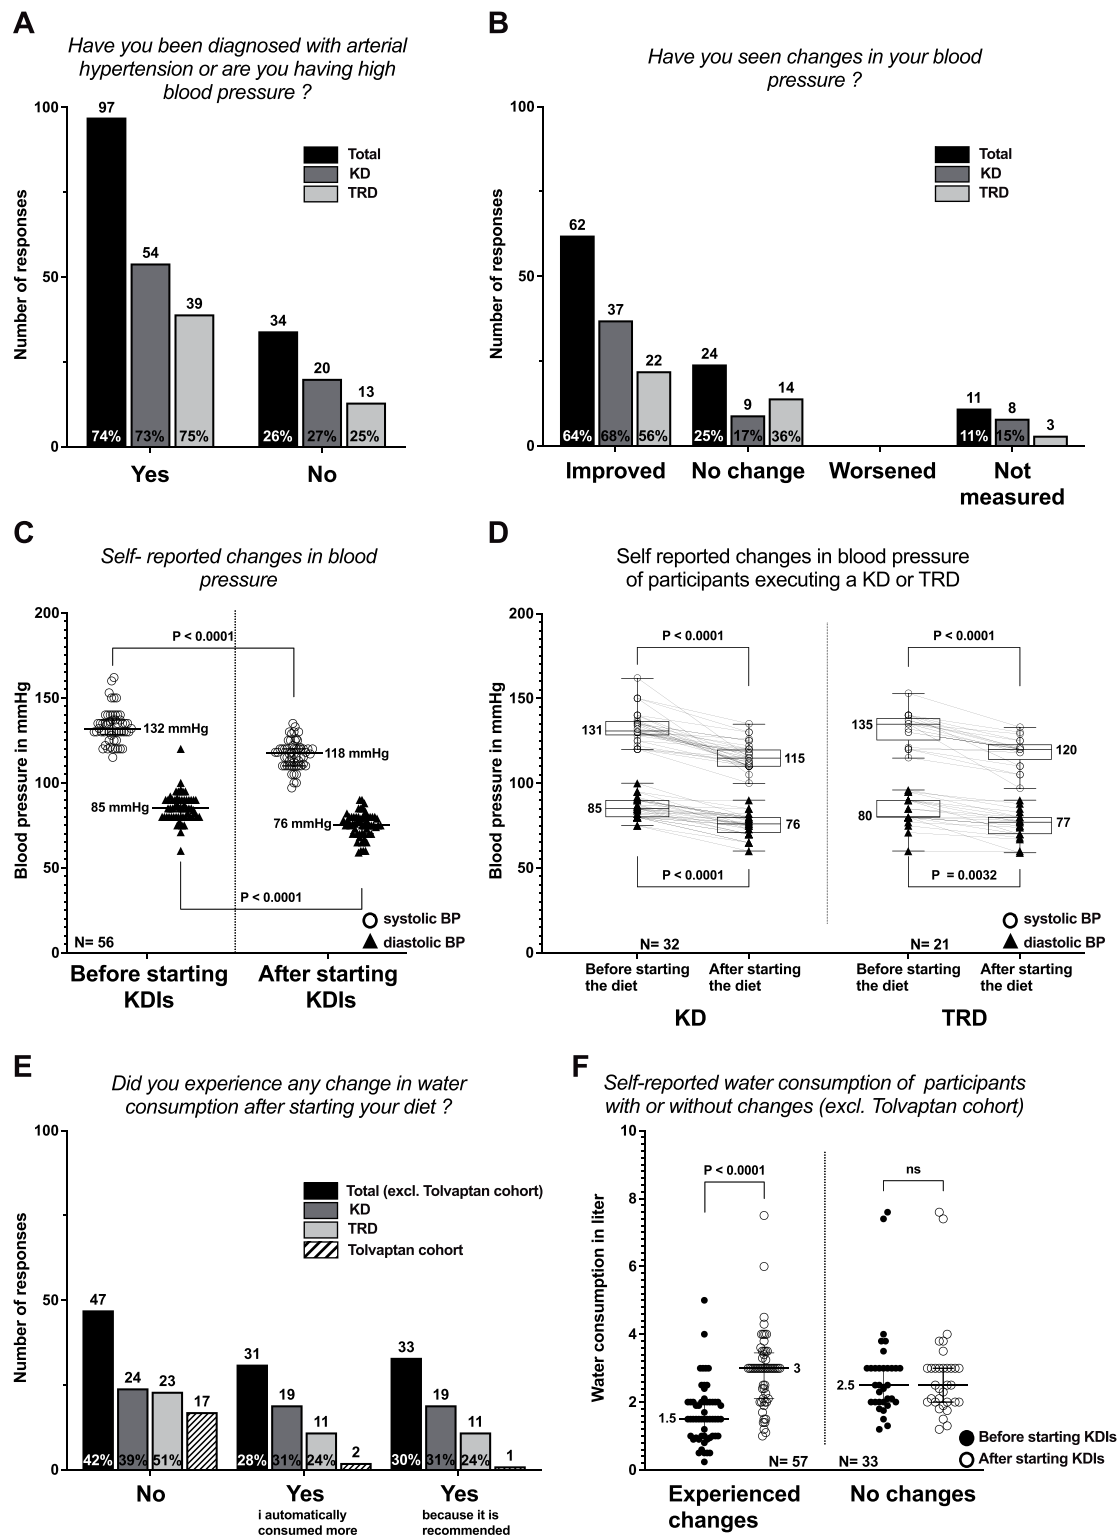 A
Have you been diagnosed with arterial
hypertension or are you having high
blood pressure ?
Number of responses
100
50
0
97
54
39
34
20
13
74%
73%
75%
26%
27%
25%
Total
KD
TRD
Yes
No
B
Have you seen changes in your blood
pressure ?
Number of responses
100
50
0
62
37
22
24
9
14
11
8
3
64%
68%
56%
25%
17%
36%
11%
15%
Total
KD
TRD
Improved
No change
Worsened
Not
measured
C
Self- reported changes in blood
pressure
Blood pressure in mmHg
200
150
100
50
0
P < 0.0001
132 mmHg
118 mmHg
85 mmHg
76 mmHg
P < 0.0001
systolic BP
diastolic BP
N= 56
Before starting
KDIs
After starting
KDIs
D
Self reported changes in blood pressure
of participants executing a KD or TRD
Blood pressure in mmHg
200
150
100
50
0
P < 0.0001
P < 0.0001
131
115
135
120
85
76
80
77
P < 0.0001
P = 0.0032
systolic BP
diastolic BP
N= 32
N= 21
Before starting
the diet
After starting
the diet
Before starting
the diet
After starting
the diet
KD
TRD
E
Did you experience any change in water
consumption after starting your diet ?
Number of responses
100
50
0
Total (excl. Tolvaptan cohort)
KD
TRD
Tolvaptan cohort
47
24
23
17
31
19
11
2
33
19
11
1
42%
39%
51%
28%
31%
24%
30%
31%
24%
No
Yes
i automatically
consumed more
Yes
because it is
recommended
F
Self-reported water consumption of participants
with or without changes (excl. Tolvaptan cohort)
Water consumption in liter
10
8
6
4
2
0
P < 0.0001
ns
1.5
3
2.5
N= 57
N= 33
Before starting KDIs
After starting KDIs
Experienced
changes
No changes